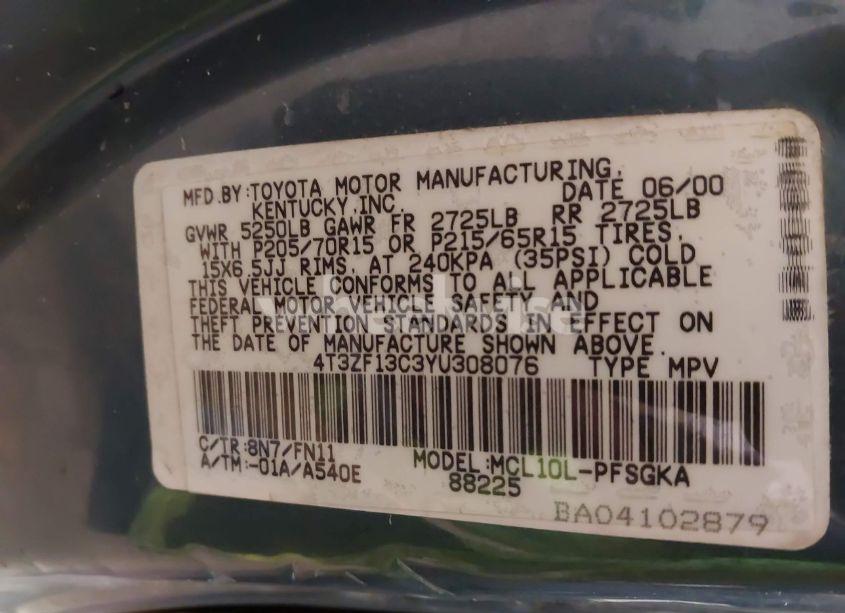 MFD.BY:TOYOTA MOTOR MANUFACTURING,
KENTUCKY,INC. DATE 06/00
GVWR 5250LB GAWR FR 2725LB RR 2725LB
WITH P205/70R15 OR P215/65R15 TIRES,
15X6.5JJ RIMS, AT 240KPA (35PSI) COLD
THIS VEHICLE CONFORMS TO ALL APPLICABLE
FEDERAL MOTOR VEHICLE SAFETY AND
THEFT PREVENTION STANDARDS IN EFFECT ON
THE DATE OF MANUFACTURE SHOWN ABOVE.
4T3ZF13C3YU308076 TYPE MPV
C/TR:8N7/FN11
A/TM:-01A/A540E
MODEL:MCL10L-PFSGKA
88225
BA04102879